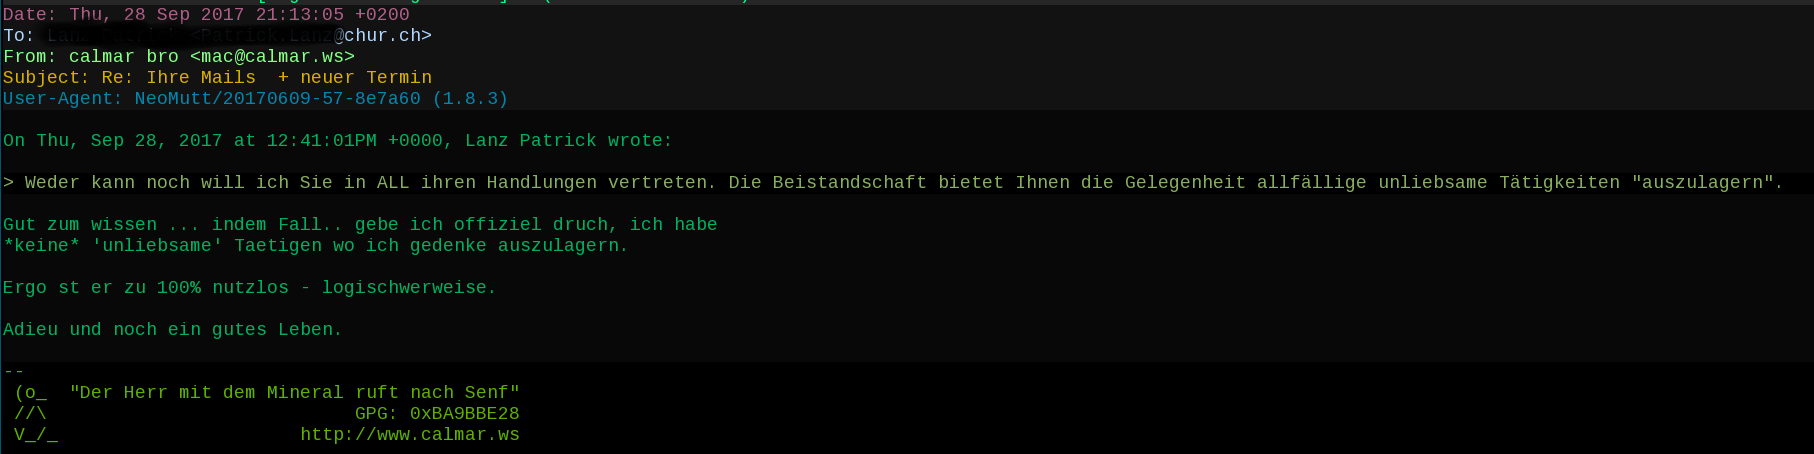 Date: Thu, 28 Sep 2017 21:13:05 +0200
To: @chur.ch>
From: calmar bro <mac@calmar.ws>
Subject: Re: Ihre Mails  + neuer Termin
User-Agent: NeoMutt/20170609-57-8e7a60 (1.8.3)
On Thu, Sep 28, 2017 at 12:41:01PM +0000, Lanz Patrick wrote:
> Weder kann noch will ich Sie in ALL ihren Handlungen vertreten. Die Beistandschaft bietet Ihnen die Gelegenheit allfällige unliebsame Tätigkeiten "auszulagern".
Gut zum wissen ... indem Fall.. gebe ich offiziel druch, ich habe
*keine* 'unliebsame' Taetigen wo ich gedenke auszulagern.
Ergo st er zu 100% nutzlos - logischwerweise.
Adieu und noch ein gutes Leben.
--
(o_  "Der Herr mit dem Mineral ruft nach Senf"
//\ GPG: 0xBA9BBE28
V_/_ http://www.calmar.ws